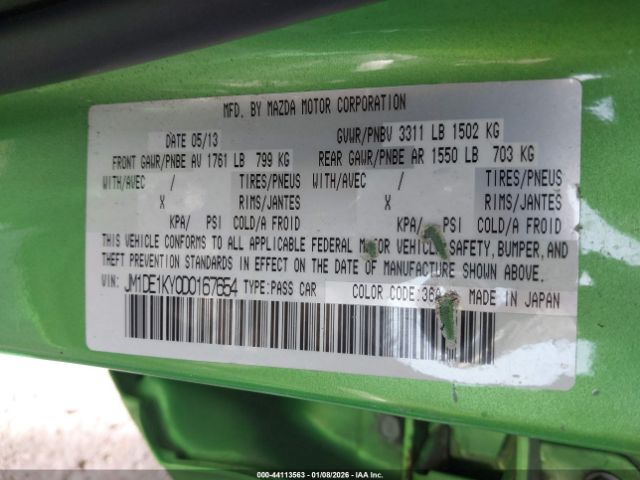 MFD. BY MAZDA MOTOR CORPORATION
DATE 05/13 GVWR/PNBV 3311 LB 1502 KG
FRONT GAWR/PNBE AV 1761 LB 799 KG REAR GAWR/PNBE AR 1550 LB 703 KG
WITH/AVEC / TIRES/PNEUS WITH/AVEC / TIRES/PNEUS
X RIMS/JANTES X RIMS/JANTES
KPA/ PSI COLD/A FROID KPA/ PSI COLD/A FROID
THIS VEHICLE CONFORMS TO ALL APPLICABLE FEDERAL MOTOR VEHICLE SAFETY, BUMPER, AND
THEFT PREVENTION STANDARDS IN EFFECT ON THE DATE OF MANUFACTURE SHOWN ABOVE.
VIN: JM1DE1KY0D0167654 TYPE:PASS CAR COLOR CODE:36A MADE IN JAPAN
000-44113563 - 01/08/2026 - IAA Inc.